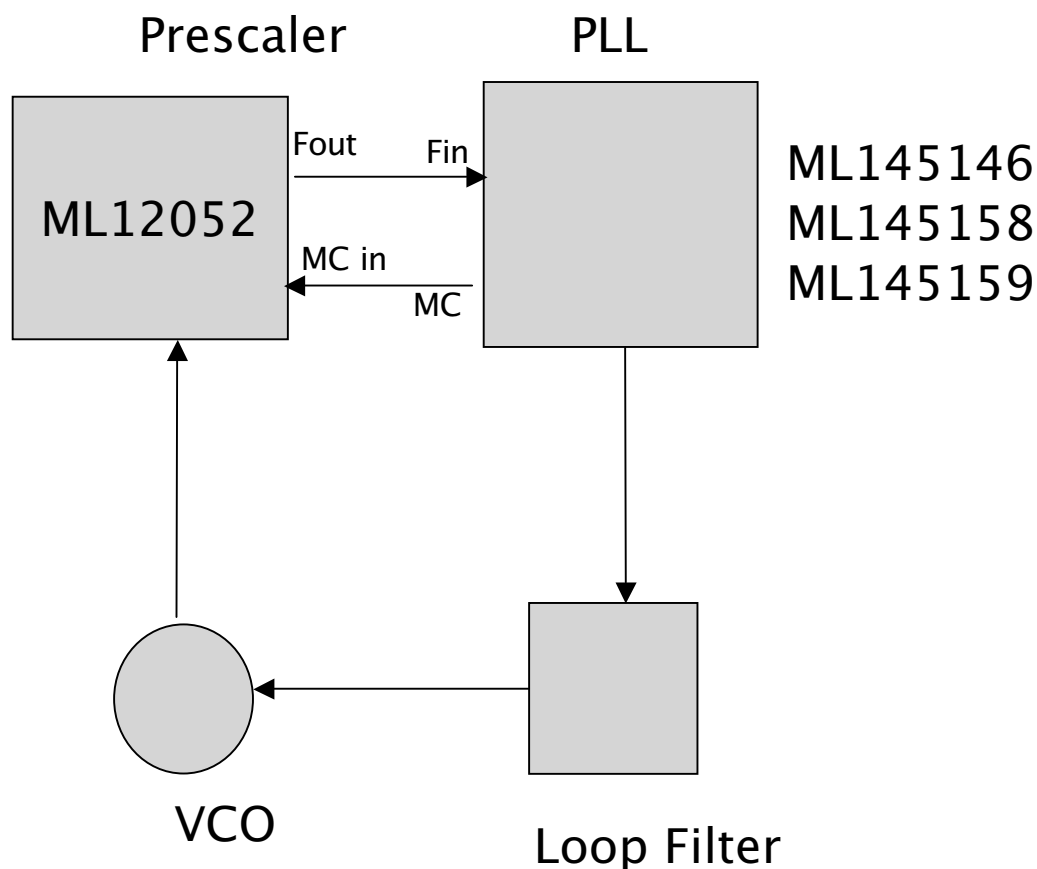 Prescaler
PLL
Fout
Fin
ML12052
MC in
MC
ML145146
ML145158
ML145159
VCO
Loop Filter